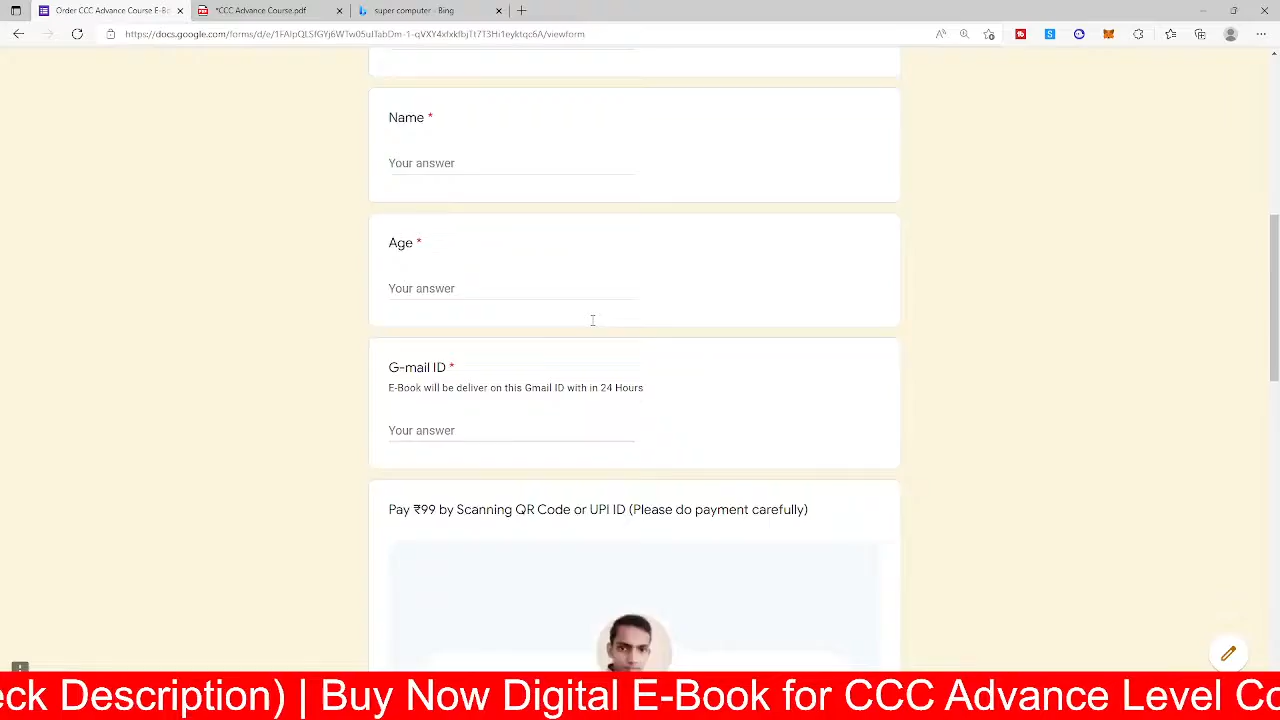 Order CCC Advance Course E-Bo
*CCC Advance Course.pdf
super computer - Bing
Name *
Your answer
Age *
Your answer
G-mail ID *
E-Book will be deliver on this Gmail ID with in 24 Hours
Your answer
Pay ₹99 by Scanning QR Code or UPI ID (Please do payment carefully)
eck Description) | Buy Now Digital E-Book for CCC Advance Level Co